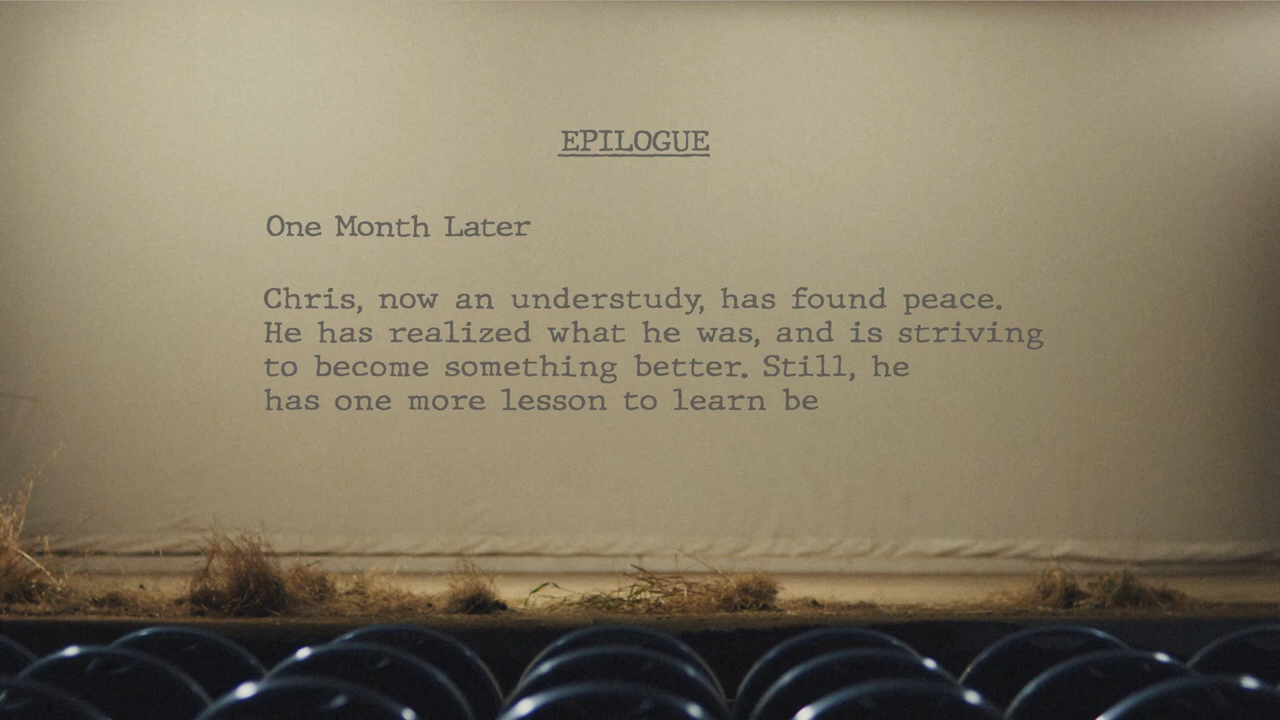 EPILOGUE
One Month Later
Chris, now an understudy, has found peace.
He has realized what he was, and is striving
to become something better. Still, he
has one more lesson to learn be